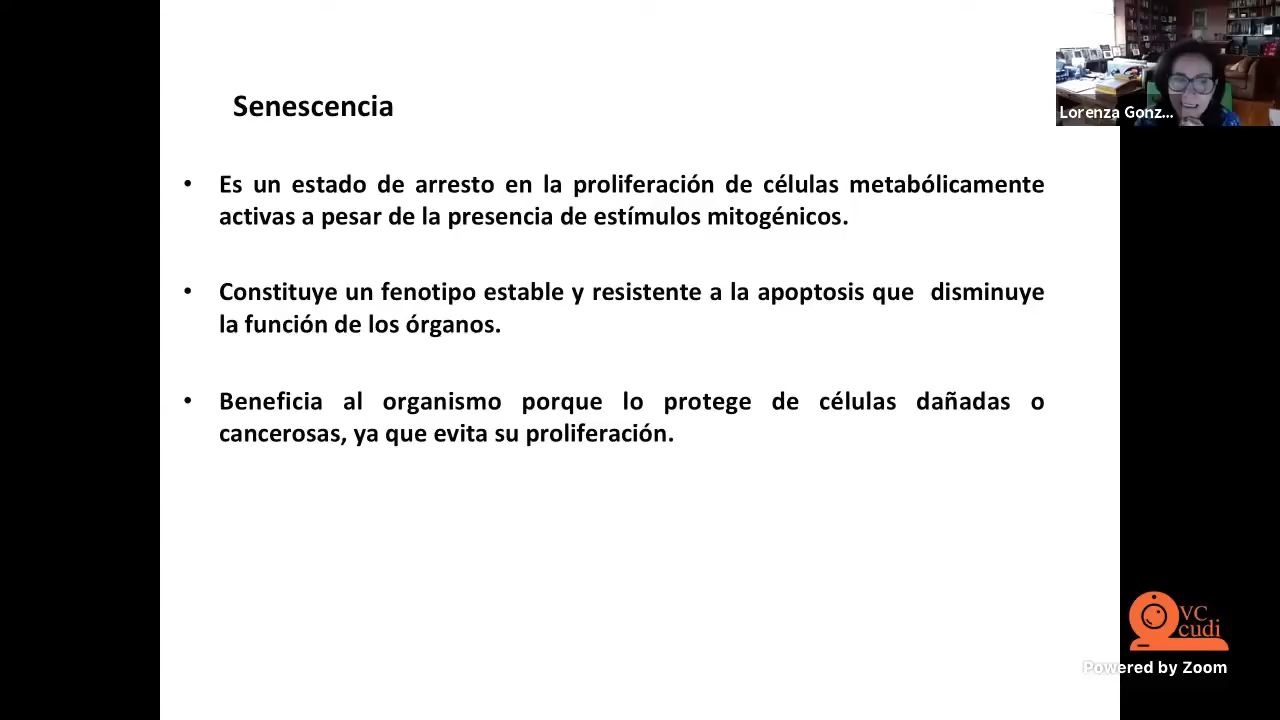 Senescencia
Lorenza Gonz...
• Es un estado de arresto en la proliferación de células metabólicamente
activas a pesar de la presencia de estímulos mitogénicos.
• Constituye un fenotipo estable y resistente a la apoptosis que disminuye
la función de los órganos.
• Beneficia al organismo porque lo protege de células dañadas o
cancerosas, ya que evita su proliferación.
VC
cudi
Powered by Zoom